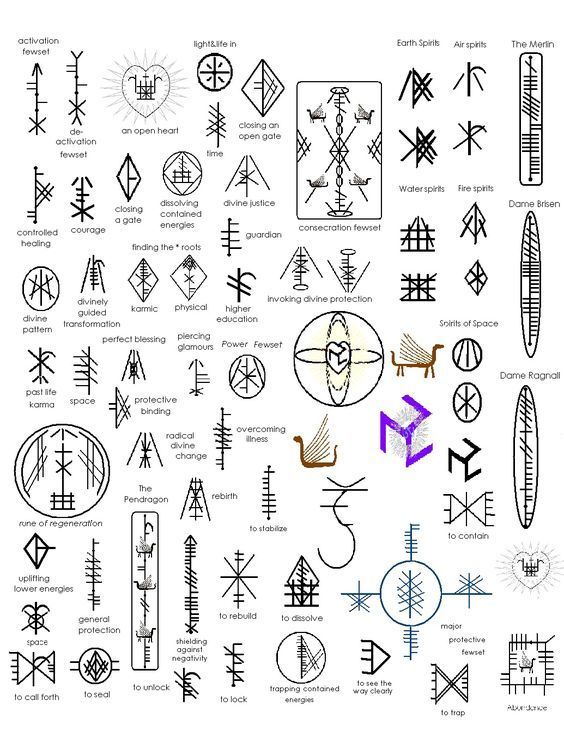 activation
fewset
light&life in
Earth Spirits
Air spirits
The Merlin
de-
activation
fewset
an open heart
closing an
open gate
time
controlled
healing
courage
closing
a gate
dissolving
contained
energies
divine justice
consecration fewset
Water spirits
Fire spirits
Dame Brisen
guardian
finding the * roots
divine
pattern
divinely
guided
transformation
karmic
physical
higher
education
invoking divine protection
Spirits of Space
past life
karma
space
perfect blessing
piercing
glamours
Power Fewset
Dame Ragnall
protective
binding
radical
divine
change
overcoming
illness
rune of regeneration
The
Pendragon
rebirth
to stabilize
to contain
uplifting
lower energies
general
protection
shielding
against
negativity
to rebuild
to dissolve
major
protective
fewset
space
to call forth
to seal
to unlock
to lock
trapping contained
energies
to see the
way clearly
to trap
Abundance